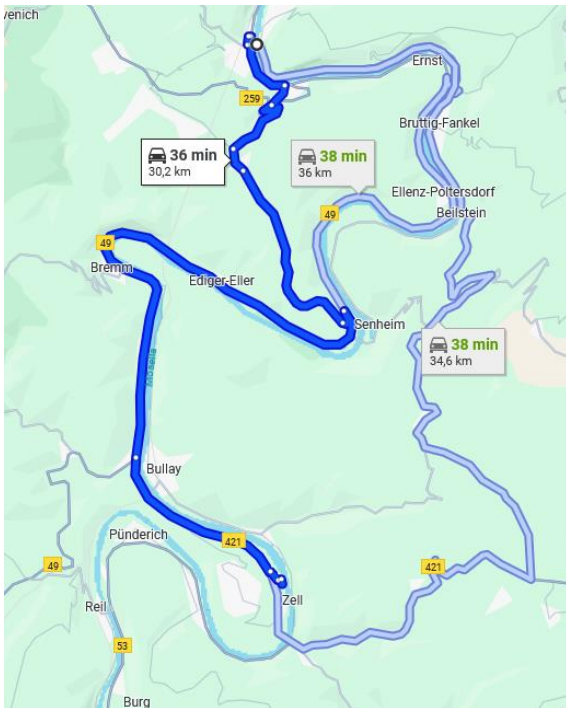 venich
Ernst
259
Bruttig-Fankel
36 min
30,2 km
38 min
36 km
Ellenz-Poltersdorf
Beilstein
49
49
Bremm
Ediger-Eller
Senheim
38 min
34,6 km
Mosella
Bullay
Pünderich
421
49
421
Reil
Zell
53
Burg